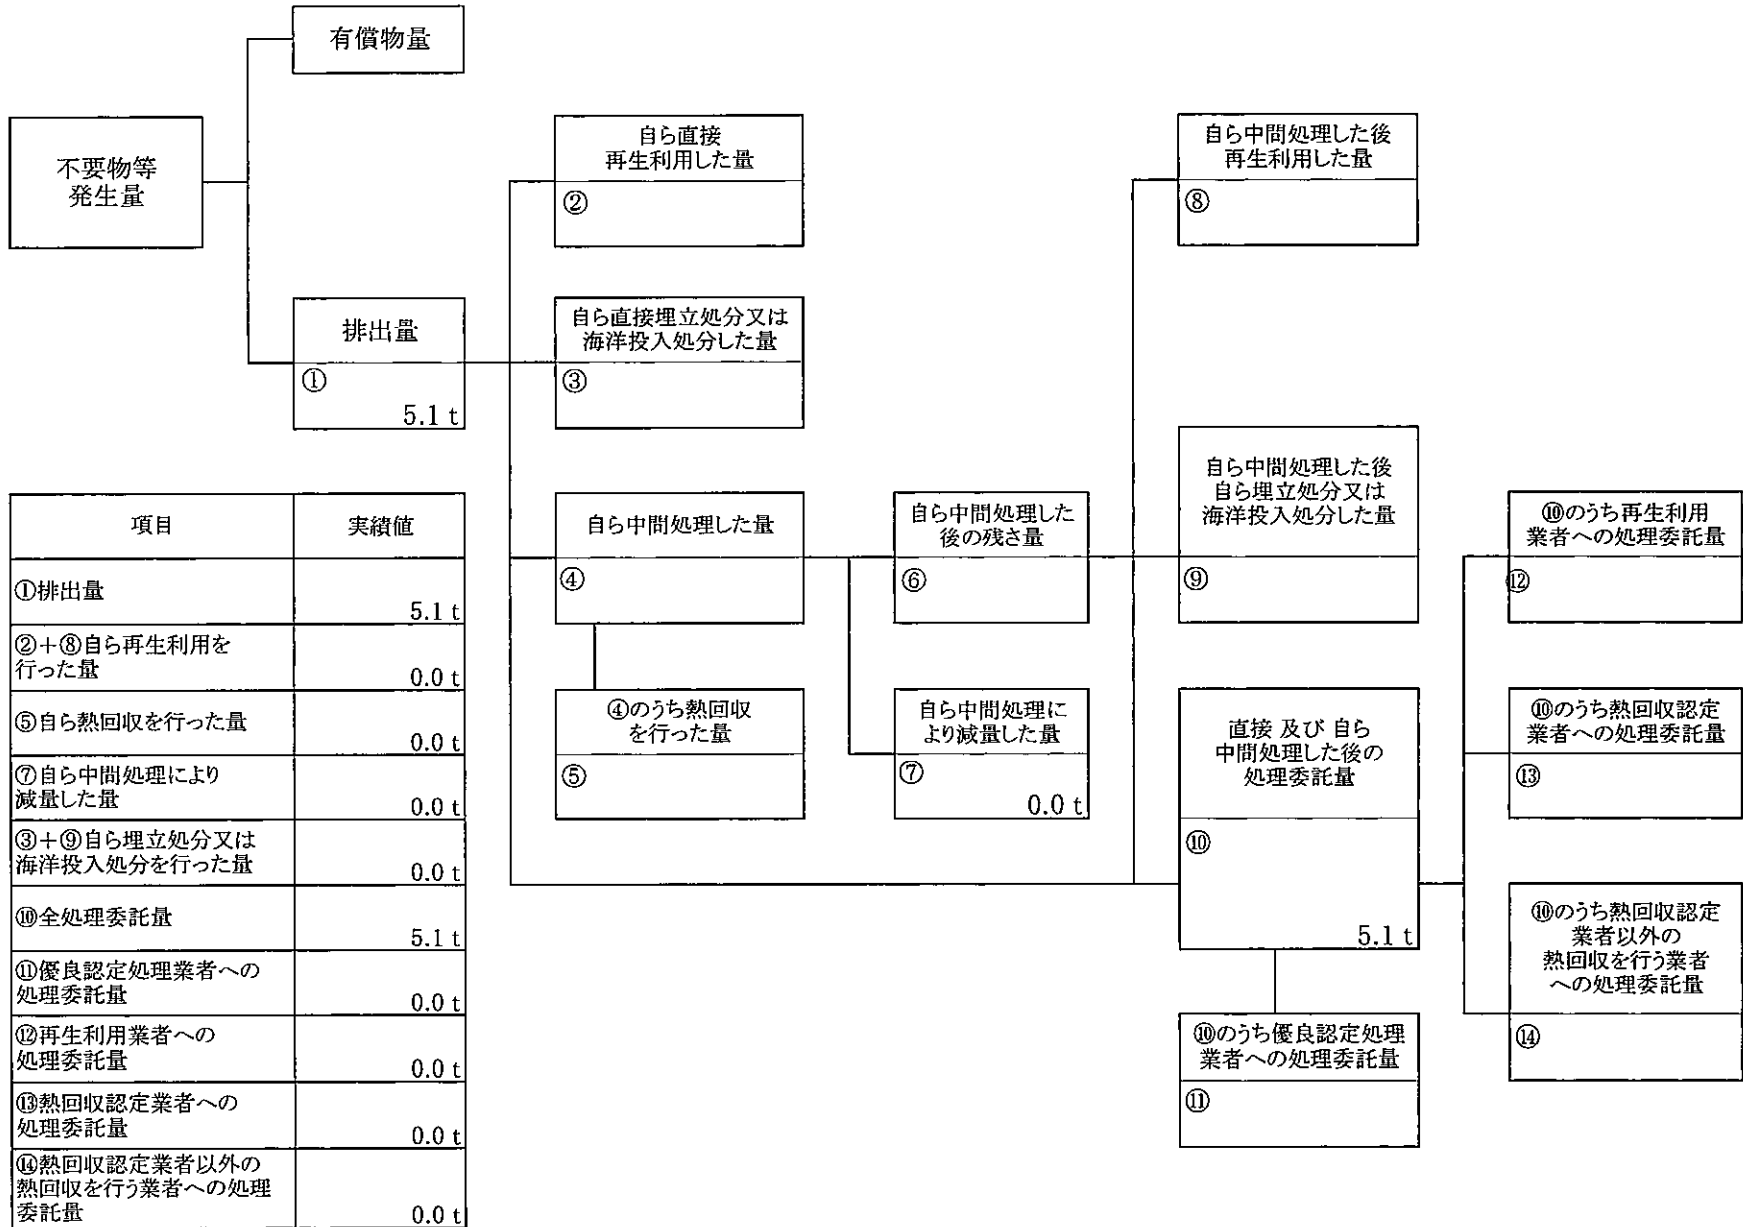 有償物量
不要物等
発生量
排出量
①
5.1 t
自ら直接
再生利用した量
②
自ら直接埋立処分又は
海洋投入処分した量
③
自ら中間処理した量
④
④のうち熱回収
を行った量
⑤
自ら中間処理した
後の残さ量
⑥
自ら中間処理に
より減量した量
⑦
0.0 t
自ら中間処理した後
再生利用した量
⑧
自ら中間処理した後
自ら埋立処分又は
海洋投入処分した量
⑨
直接 及び 自ら
中間処理した後の
処理委託量
⑩
5.1 t
⑩のうち優良認定処理
業者への処理委託量
⑪
⑩のうち再生利用
業者への処理委託量
⑫
⑩のうち熱回収認定
業者への処理委託量
⑬
⑩のうち熱回収認定
業者以外の
熱回収を行う業者
への処理委託量
⑭
項目 実績値
①排出量
5.1 t
②+⑧自ら再生利用を
行った量
0.0 t
⑤自ら熱回収を行った量
0.0 t
⑦自ら中間処理により
減量した量
0.0 t
③+⑨自ら埋立処分又は
海洋投入処分を行った量
0.0 t
⑩全処理委託量
5.1 t
⑪優良認定処理業者への
処理委託量
0.0 t
⑫再生利用業者への
処理委託量
0.0 t
⑬熱回収認定業者への
処理委託量
0.0 t
⑭熱回収認定業者以外の
熱回収を行う業者への処理
委託量
0.0 t